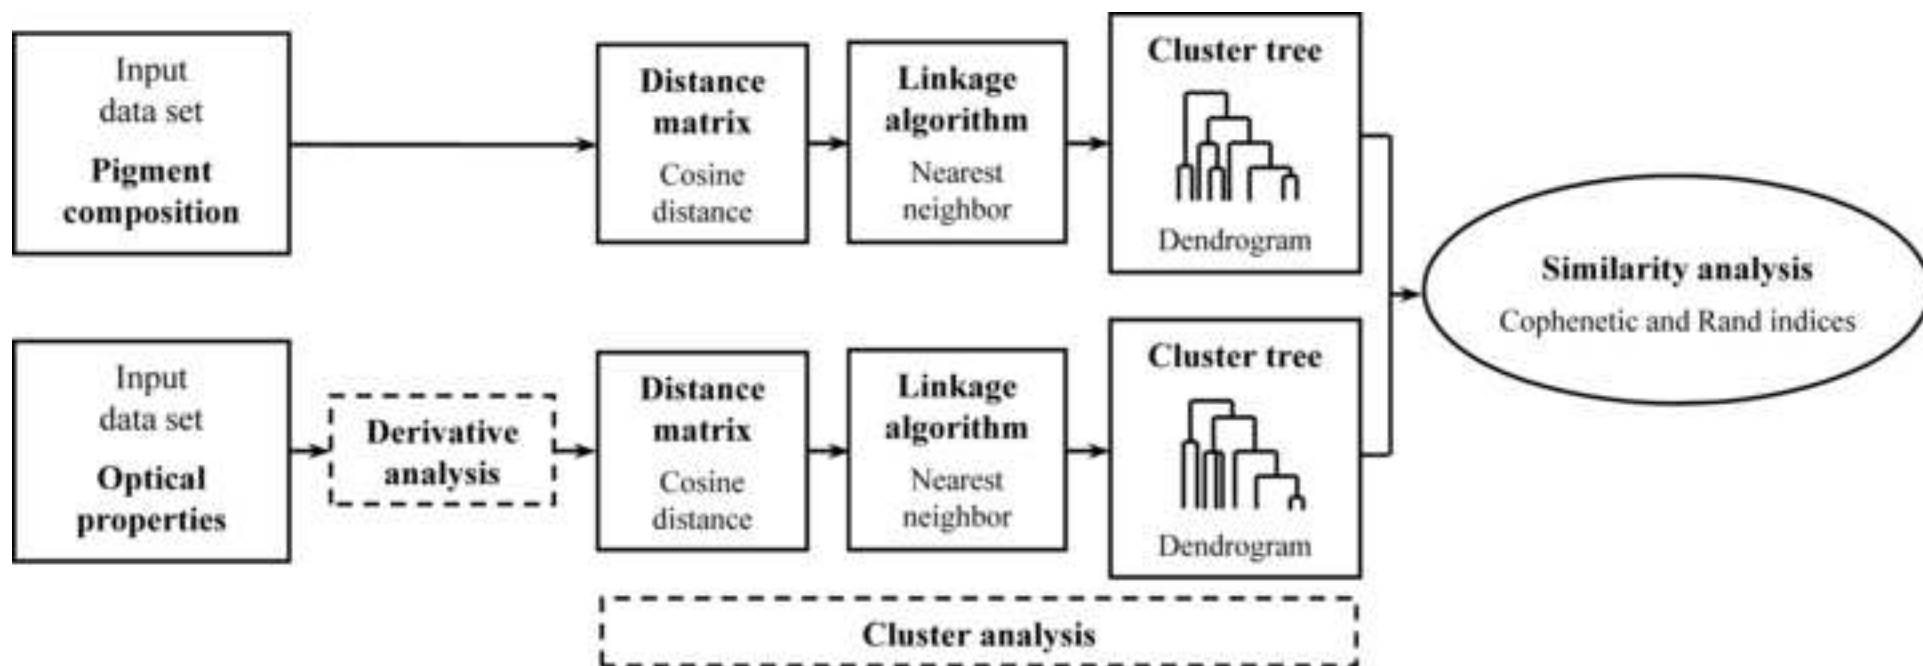 Input
data set
Pigment
composition
Distance
matrix
Cosine
distance
Linkage
algorithm
Nearest
neighbor
Cluster tree
Dendrogram
Similarity analysis
Cophenetic and Rand indices
Input
data set
Optical
properties
Derivative
analysis
Distance
matrix
Cosine
distance
Linkage
algorithm
Nearest
neighbor
Cluster tree
Dendrogram
Cluster analysis